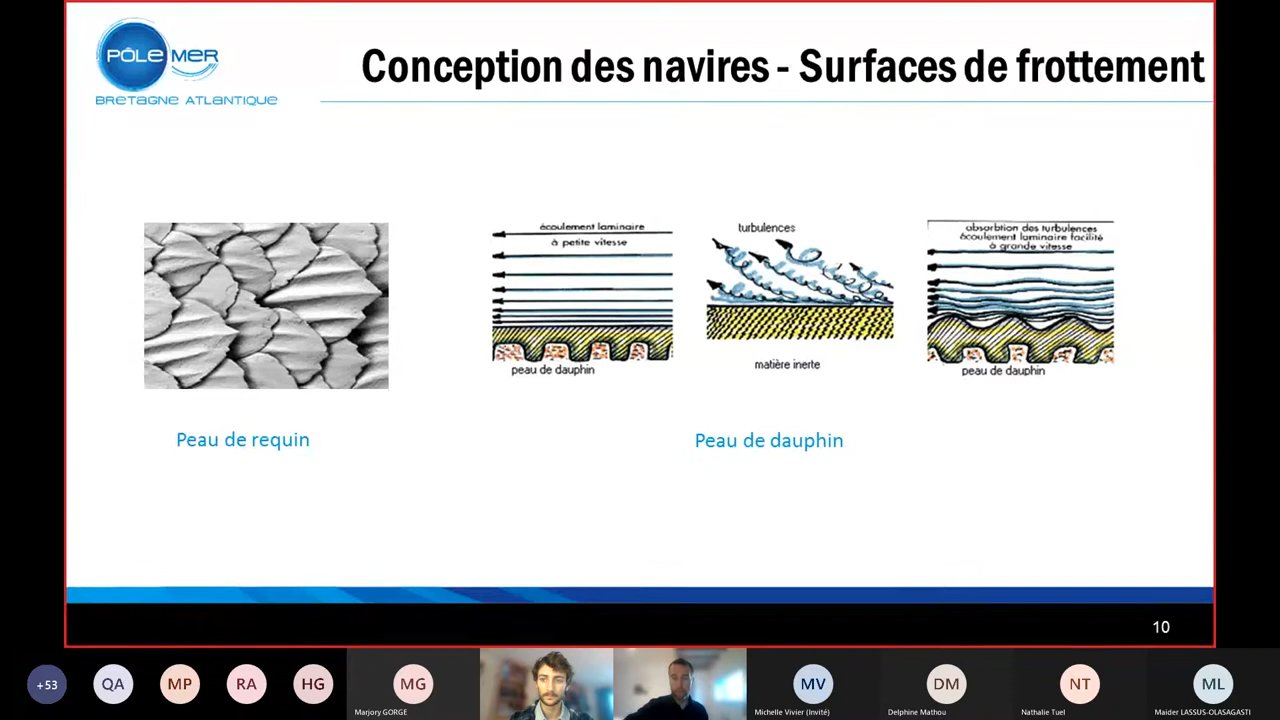 PÔLE MER
BRETAGNE ATLANTIQUE
Conception des navires - Surfaces de frottement
écoulement laminaire
à petite vitesse
peau de dauphin
turbulences
matière inerte
absorbtion des turbulences
écoulement laminaire facilité
à grande vitesse
peau de dauphin
Peau de requin
Peau de dauphin
10
+53
QA
MP
RA
HG
MG
Marjory GORGE
MV
Michelle Vivier (Invité)
DM
Delphine Mathou
NT
Nathalie Tuel
ML
Maider LASSUS-OLASAGASTI